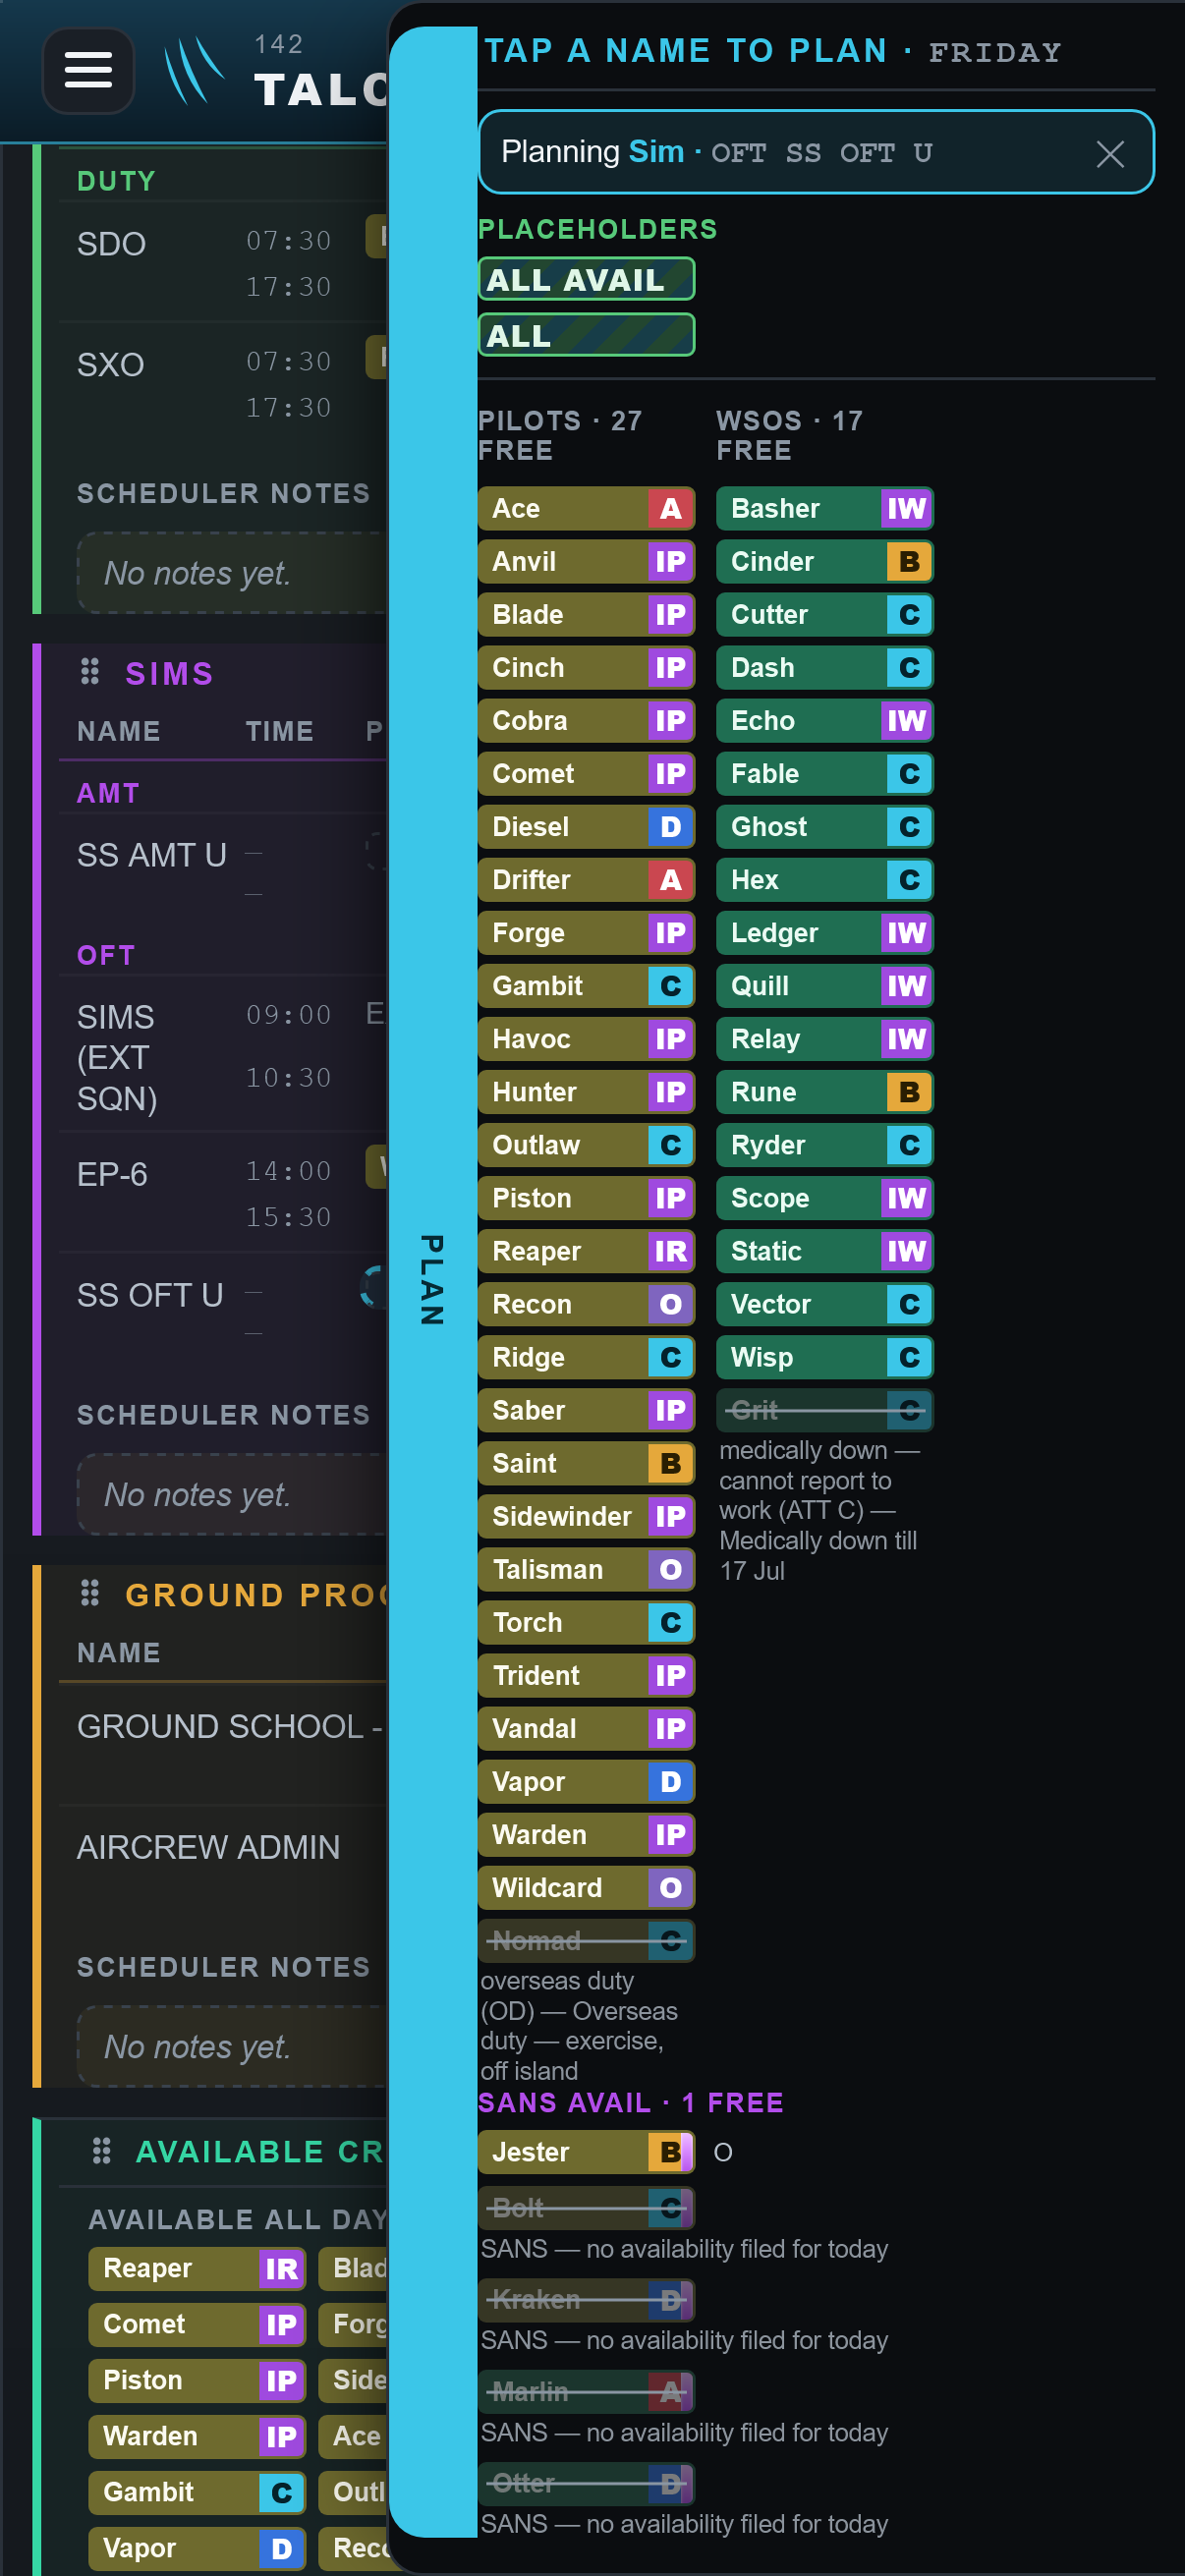 142
TALO
DUTY
SDO
07:30
17:30
SXO
07:30
17:30
SCHEDULER NOTES
No notes yet.
SIMS
NAME TIME P
AMT
SS AMT U —
—
OFT
SIMS (EXT SQN)
09:00
10:30
EP-6
14:00
15:30
SS OFT U —
—
SCHEDULER NOTES
No notes yet.
GROUND PROG
NAME
GROUND SCHOOL -
AIRCREW ADMIN
SCHEDULER NOTES
No notes yet.
AVAILABLE CR
AVAILABLE ALL DAY
Reaper IR Blad
Comet IP Forg
Piston IP Side
Warden IP Ace
Gambit C Outl
Vapor D Reco
PLAN
TAP A NAME TO PLAN · FRIDAY
Planning Sim · OFT SS OFT U
PLACEHOLDERS
ALL AVAIL
ALL
PILOTS · 27 FREE
Ace A
Anvil IP
Blade IP
Cinch IP
Cobra IP
Comet IP
Diesel D
Drifter A
Forge IP
Gambit C
Havoc IP
Hunter IP
Outlaw C
Piston IP
Reaper IR
Recon O
Ridge C
Saber IP
Saint B
Sidewinder IP
Talisman O
Torch C
Trident IP
Vandal IP
Vapor D
Warden IP
Wildcard O
Nomad C
overseas duty
(OD) — Overseas
duty — exercise,
off island
WSOS · 17 FREE
Basher IW
Cinder B
Cutter C
Dash C
Echo IW
Fable C
Ghost C
Hex C
Ledger IW
Quill IW
Relay IW
Rune B
Ryder C
Scope IW
Static IW
Vector C
Wisp C
Grit C
medically down —
cannot report to
work (ATT C) —
Medically down till
17 Jul
SANS AVAIL · 1 FREE
Jester B O
Bolt C
SANS — no availability filed for today
Kraken D
SANS — no availability filed for today
Marlin A
SANS — no availability filed for today
Otter D
SANS — no availability filed for today